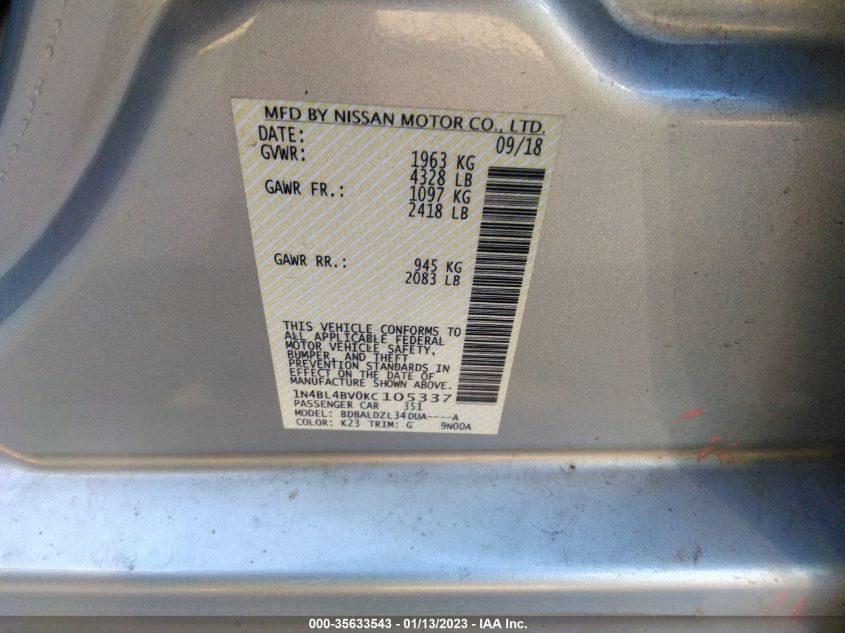 MFD BY NISSAN MOTOR CO., LTD.
DATE: 09/18
GVWR: 1963 KG
4328 LB
GAWR FR.: 1097 KG
2418 LB
GAWR RR.: 945 KG
2083 LB
THIS VEHICLE CONFORMS TO
ALL APPLICABLE FEDERAL
MOTOR VEHICLE SAFETY,
BUMPER, AND THEFT
PREVENTION STANDARDS IN
EFFECT ON THE DATE OF
MANUFACTURE SHOWN ABOVE.
1N4BL4BV0KC105337
PASSENGER CAR 351
MODEL: BDBALDZL34DUA----A
COLOR: K23 TRIM: G 9N00A
000-35633543 - 01/13/2023 - IAA Inc.